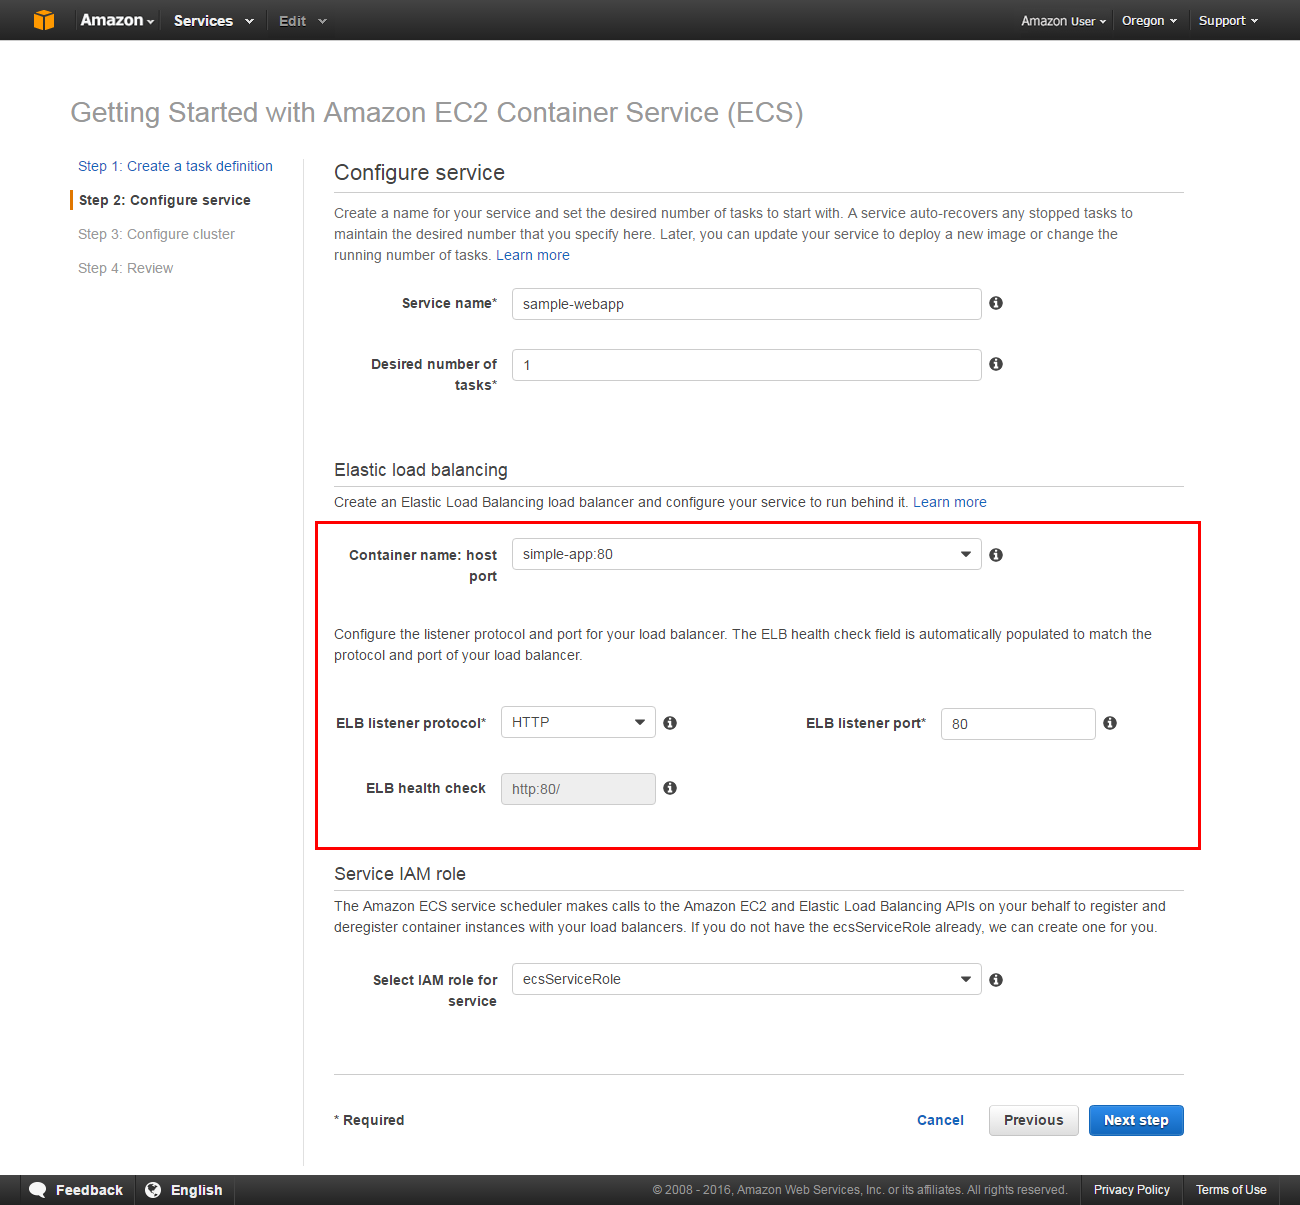 Amazon Services Edit Amazon User Oregon Support
Getting Started with Amazon EC2 Container Service (ECS)
Step 1: Create a task definition
Step 2: Configure service
Step 3: Configure cluster
Step 4: Review
Configure service
Create a name for your service and set the desired number of tasks to start with. A service auto-recovers any stopped tasks to
maintain the desired number that you specify here. Later, you can update your service to deploy a new image or change the
running number of tasks. Learn more
Service name* sample-webapp
Desired number of
tasks* 1
Elastic load balancing
Create an Elastic Load Balancing load balancer and configure your service to run behind it. Learn more
Container name: host
port simple-app:80
Configure the listener protocol and port for your load balancer. The ELB health check field is automatically populated to match the
protocol and port of your load balancer.
ELB listener protocol* HTTP ELB listener port* 80
ELB health check http:80/
Service IAM role
The Amazon ECS service scheduler makes calls to the Amazon EC2 and Elastic Load Balancing APIs on your behalf to register and
deregister container instances with your load balancers. If you do not have the ecsServiceRole already, we can create one for you.
Select IAM role for
service ecsServiceRole
* Required Cancel Previous Next step
Feedback English © 2008 - 2016, Amazon Web Services, Inc. or its affiliates. All rights reserved. Privacy Policy Terms of Use